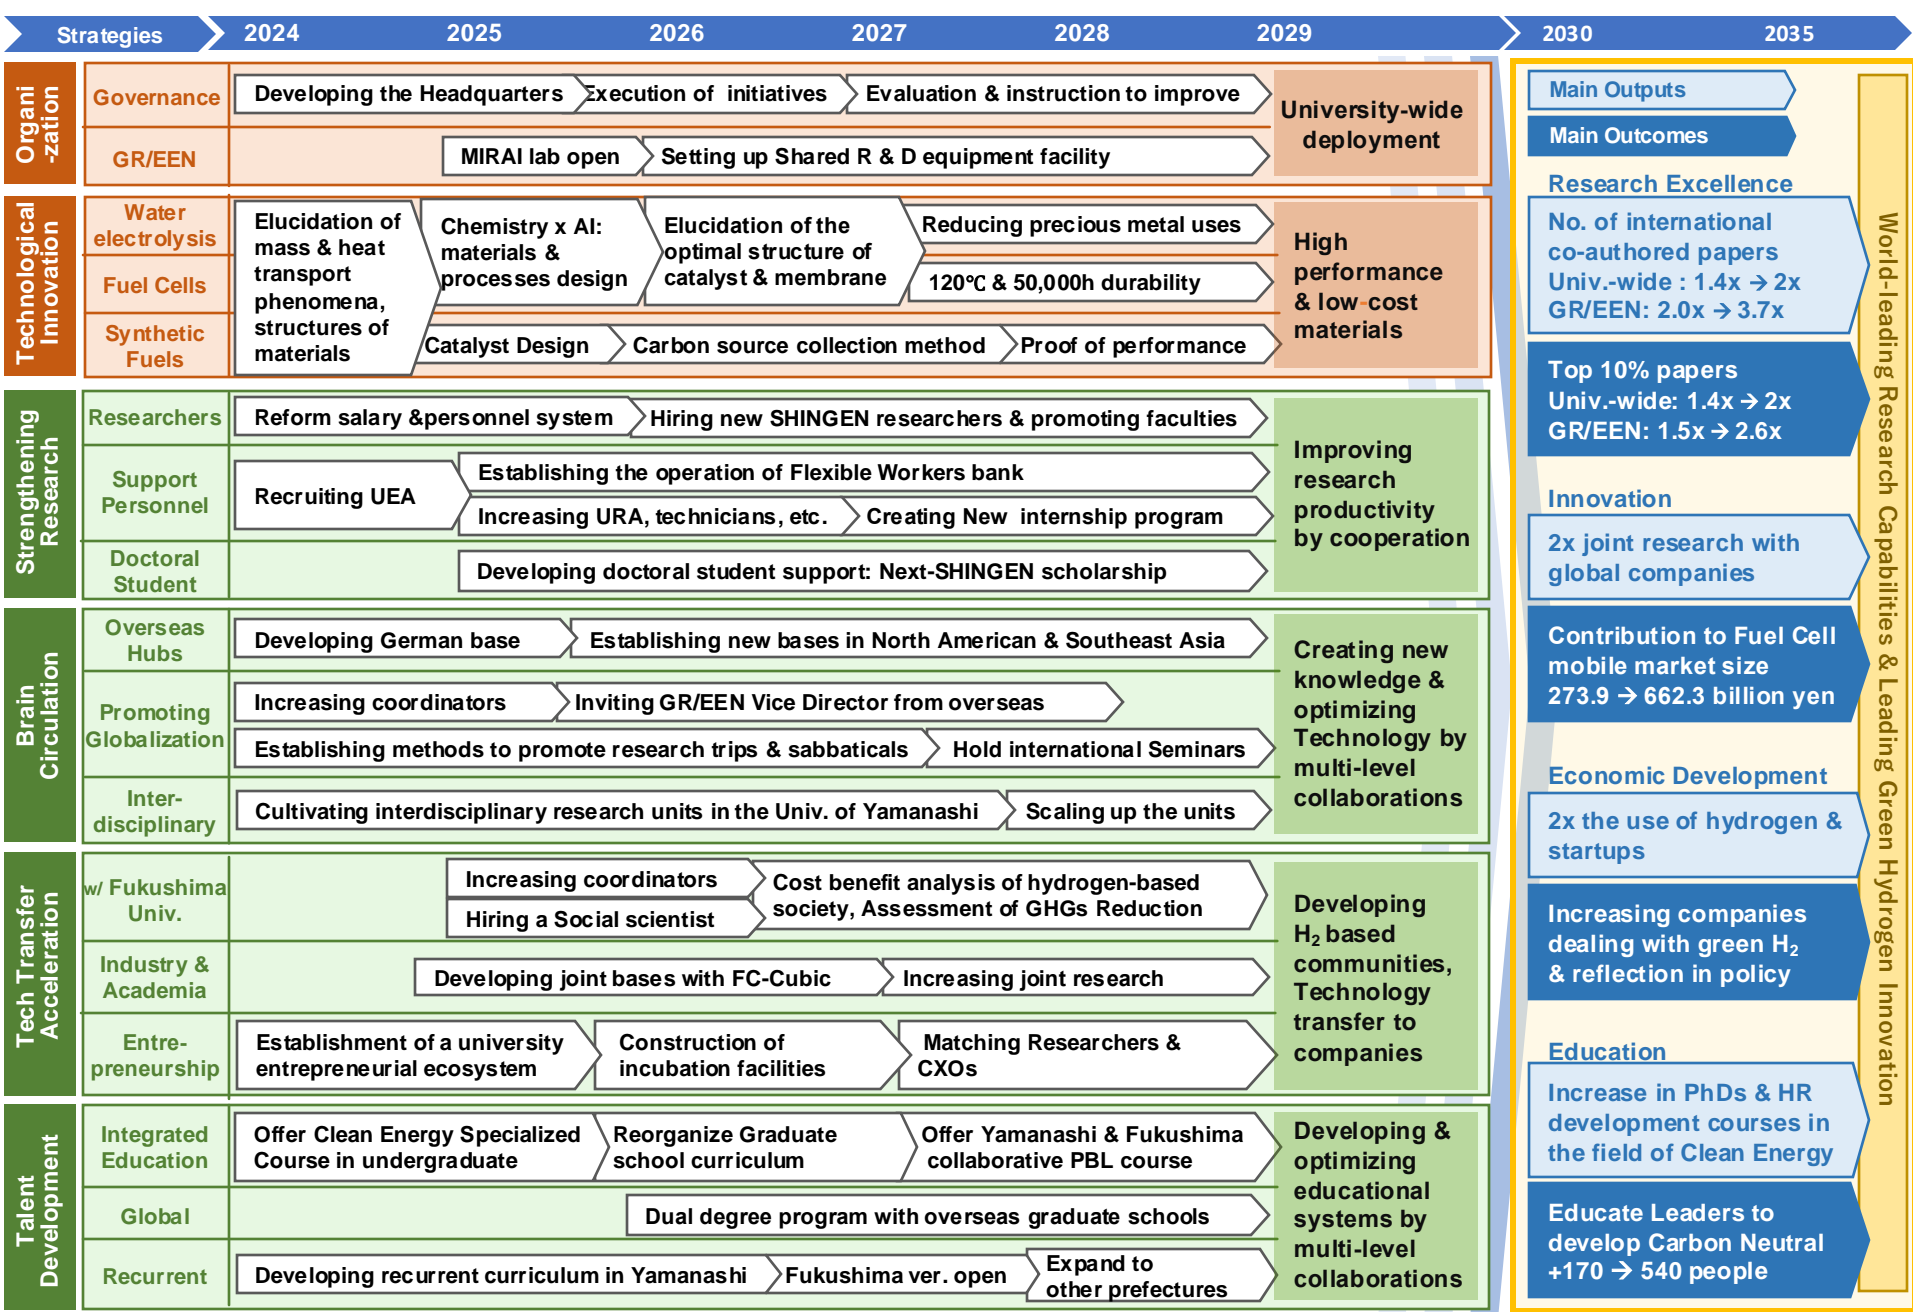 Strategies 2024 2025 2026 2027 2028 2029 2030 2035
Organi
-zation
Governance
Developing the Headquarters
Execution of initiatives
Evaluation & instruction to improve
GR/EEN
MIRAI lab open
Setting up Shared R & D equipment facility
University-wide
deployment
Technological
Innovation
Water
electrolysis
Fuel Cells
Synthetic
Fuels
Elucidation of
mass & heat
transport
phenomena,
structures of
materials
Chemistry x AI:
materials &
processes design
Elucidation of the
optimal structure of
catalyst & membrane
Reducing precious metal uses
120℃ & 50,000h durability
Catalyst Design
Carbon source collection method
Proof of performance
High
performance
& low-cost
materials
Strengthening
Research
Researchers
Reform salary &personnel system
Hiring new SHINGEN researchers & promoting faculties
Support
Personnel
Recruiting UEA
Establishing the operation of Flexible Workers bank
Increasing URA, technicians, etc.
Creating New internship program
Doctoral
Student
Developing doctoral student support: Next-SHINGEN scholarship
Improving
research
productivity
by cooperation
Brain
Circulation
Overseas
Hubs
Developing German base
Establishing new bases in North American & Southeast Asia
Promoting
Globalization
Increasing coordinators
Inviting GR/EEN Vice Director from overseas
Establishing methods to promote research trips & sabbaticals
Hold international Seminars
Inter-
disciplinary
Cultivating interdisciplinary research units in the Univ. of Yamanashi
Scaling up the units
Creating new
knowledge &
optimizing
Technology by
multi-level
collaborations
Tech Transfer
Acceleration
w/ Fukushima
Univ.
Increasing coordinators
Hiring a Social scientist
Cost benefit analysis of hydrogen-based
society, Assessment of GHGs Reduction
Industry &
Academia
Developing joint bases with FC-Cubic
Increasing joint research
Entre-
preneurship
Establishment of a university
entrepreneurial ecosystem
Construction of
incubation facilities
Matching Researchers &
CXOs
Developing
H₂ based
communities,
Technology
transfer to
companies
Talent
Development
Integrated
Education
Offer Clean Energy Specialized
Course in undergraduate
Reorganize Graduate
school curriculum
Offer Yamanashi & Fukushima
collaborative PBL course
Global
Dual degree program with overseas graduate schools
Recurrent
Developing recurrent curriculum in Yamanashi
Fukushima ver. open
Expand to
other prefectures
Developing &
optimizing
educational
systems by
multi-level
collaborations
Main Outputs
Main Outcomes
Research Excellence
No. of international
co-authored papers
Univ.-wide : 1.4x → 2x
GR/EEN: 2.0x → 3.7x
Top 10% papers
Univ.-wide: 1.4x → 2x
GR/EEN: 1.5x → 2.6x
Innovation
2x joint research with
global companies
Contribution to Fuel Cell
mobile market size
273.9 → 662.3 billion yen
Economic Development
2x the use of hydrogen &
startups
Increasing companies
dealing with green H₂
& reflection in policy
Education
Increase in PhDs & HR
development courses in
the field of Clean Energy
Educate Leaders to
develop Carbon Neutral
+170 → 540 people
World-leading Research Capabilities & Leading Green Hydrogen Innovation